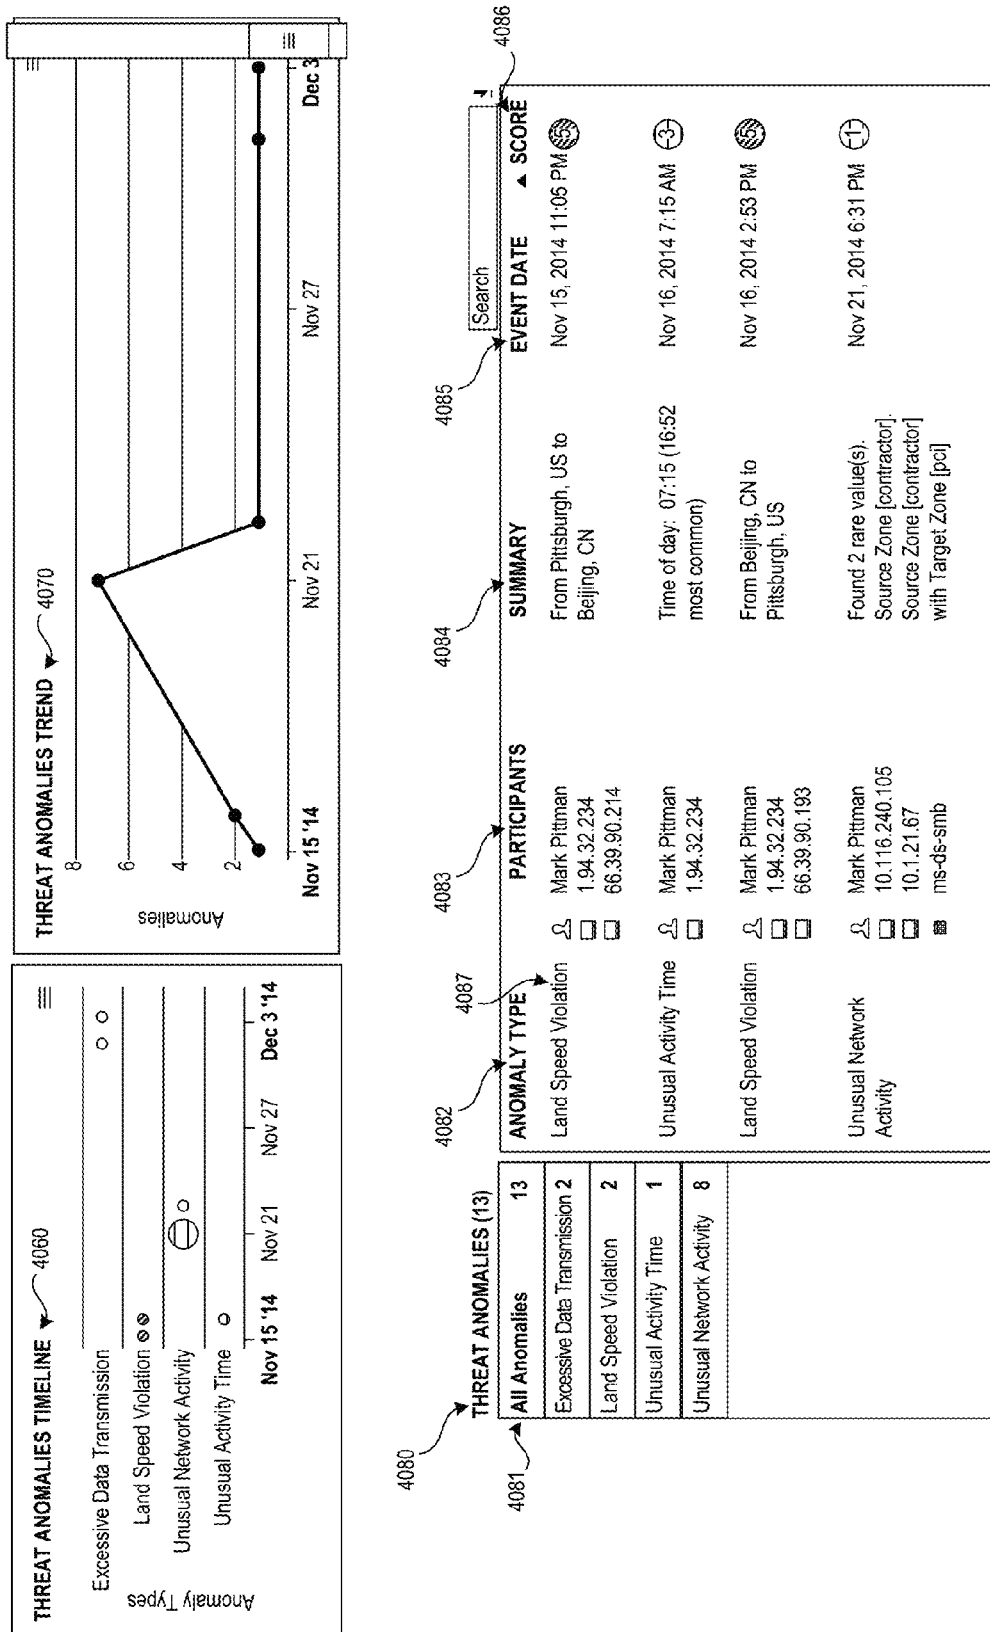 THREAT ANOMALIES TIMELINE
4060
Anomaly Types
Excessive Data Transmission
Land Speed Violation
Unusual Network Activity
Unusual Activity Time
Nov 15 '14
Nov 21
Nov 27
Dec 3 '14
THREAT ANOMALIES TREND
4070
Anomalies
8
6
4
2
Nov 15 '14
Nov 21
Nov 27
Dec 3
4080
THREAT ANOMALIES (13)
4081
All Anomalies 13
Excessive Data Transmission 2
Land Speed Violation 2
Unusual Activity Time 1
Unusual Network Activity 8
Search
4082
4087
4083
4084
4085
4086
ANOMALY TYPE PARTICIPANTS SUMMARY EVENT DATE ▲ SCORE
Land Speed Violation Mark Pittman From Pittsburgh, US to Nov 15, 2014 11:05 PM 5
1.94.32.234 Beijing, CN
66.39.90.214
Unusual Activity Time Mark Pittman Time of day: 07:15 (16:52 Nov 16, 2014 7:15 AM 3
1.94.32.234 most common)
Land Speed Violation Mark Pittman From Beijing, CN to Nov 16, 2014 2:53 PM 5
1.94.32.234 Pittsburgh, US
66.39.90.193
Unusual Network Mark Pittman Found 2 rare value(s). Nov 21, 2014 6:31 PM 1
Activity 10.116.240.105 Source Zone [contractor].
10.1.21.67 Source Zone [contractor]
ms-ds-smb with Target Zone [pci]